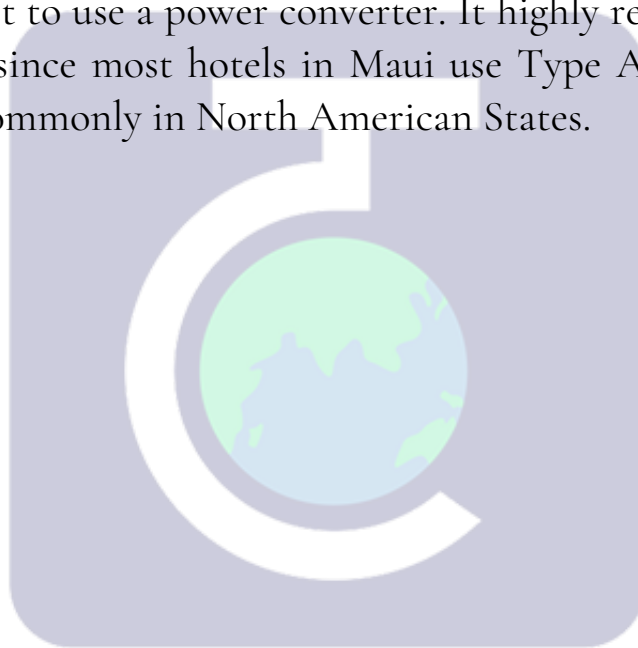 t to use a power converter. It highly re
since most hotels in Maui use Type A
ommonly in North American States.